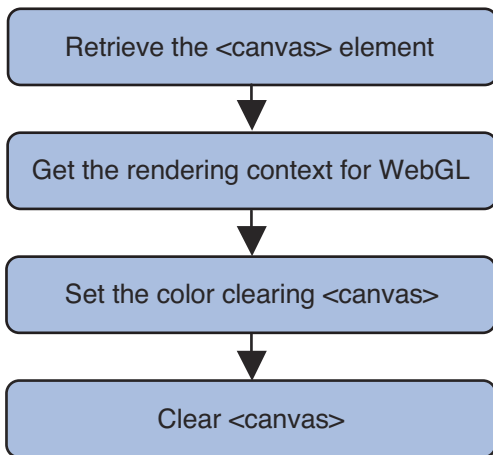 Retrieve the <canvas> element
Get the rendering context for WebGL
Set the color clearing <canvas>
Clear <canvas>